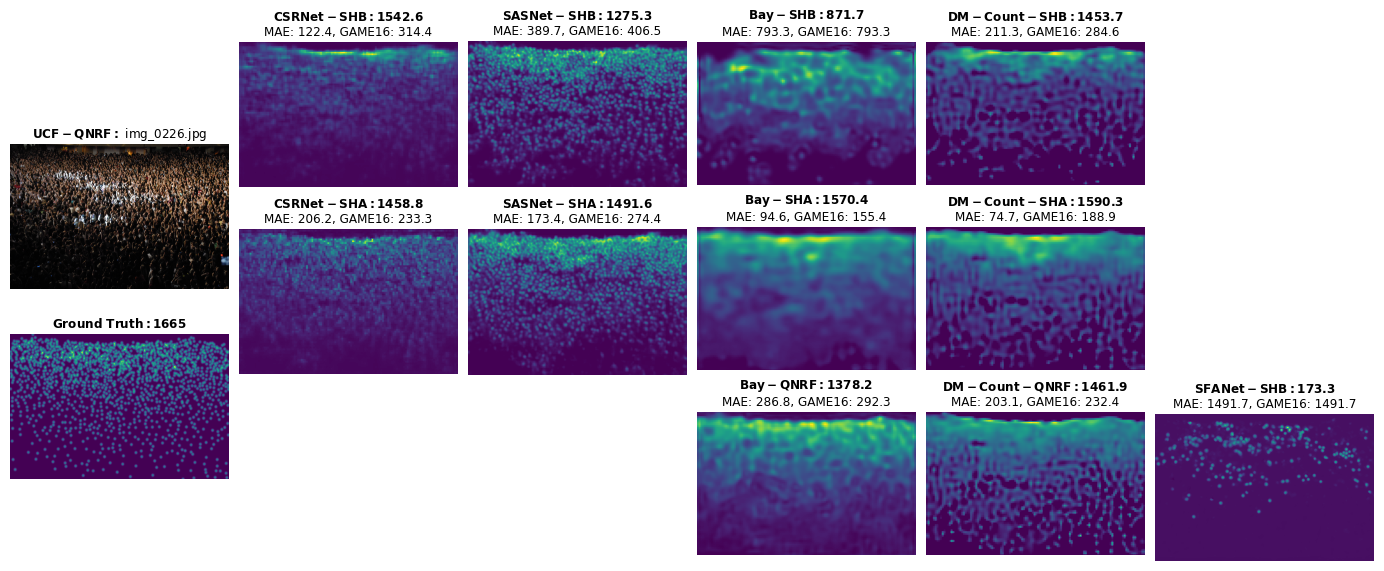 CSRNet-SHB: 1542.6
MAE: 122.4, GAME16: 314.4
SASNet-SHB: 1275.3
MAE: 389.7, GAME16: 406.5
Bay-SHB: 871.7
MAE: 793.3, GAME16: 793.3
DM-Count-SHB: 1453.7
MAE: 211.3, GAME16: 284.6
UCF-QNRF: img_0226.jpg
CSRNet-SHA: 1458.8
MAE: 206.2, GAME16: 233.3
SASNet-SHA: 1491.6
MAE: 173.4, GAME16: 274.4
Bay-SHA: 1570.4
MAE: 94.6, GAME16: 155.4
DM-Count-SHA: 1590.3
MAE: 74.7, GAME16: 188.9
Ground Truth: 1665
Bay-QNRF: 1378.2
MAE: 286.8, GAME16: 292.3
DM-Count-QNRF: 1461.9
MAE: 203.1, GAME16: 232.4
SFANet-SHB: 173.3
MAE: 1491.7, GAME16: 1491.7